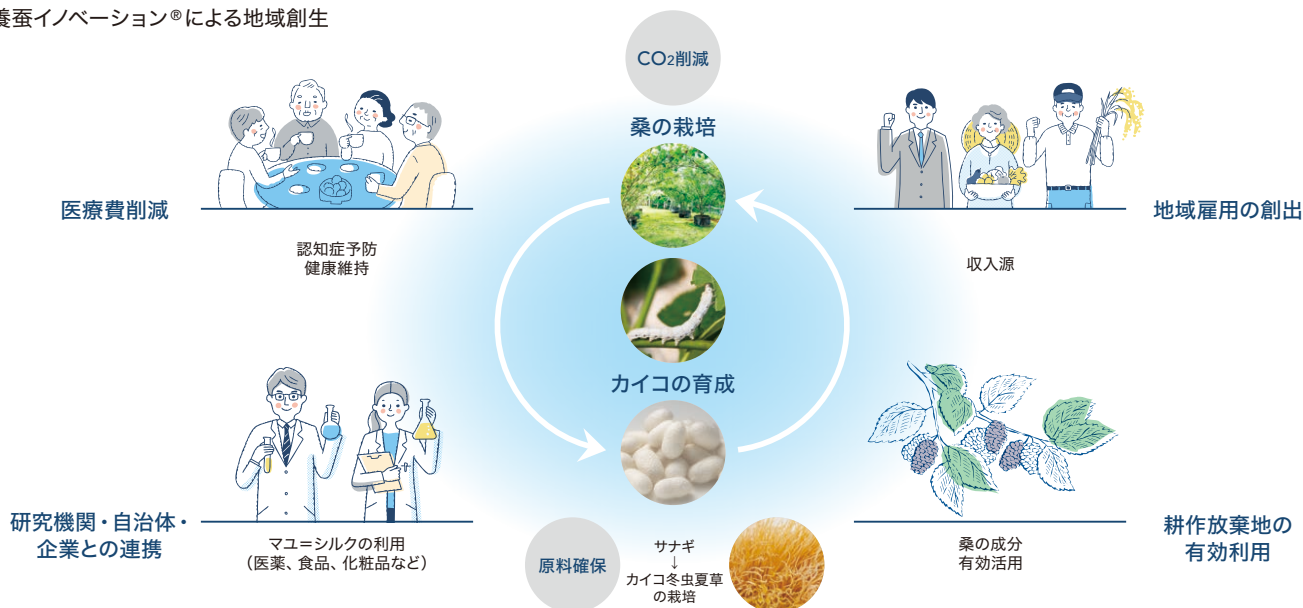 養蚕イノベーション®による地域創生
CO2削減
桑の栽培
医療費削減
認知症予防
健康維持
地域雇用の創出
収入源
カイコの育成
研究機関・自治体・
企業との連携
マユ=シルクの利用
（医薬、食品、化粧品など）
原料確保
サナギ
↓
カイコ冬虫夏草
の栽培
桑の成分
有効活用
耕作放棄地の
有効利用